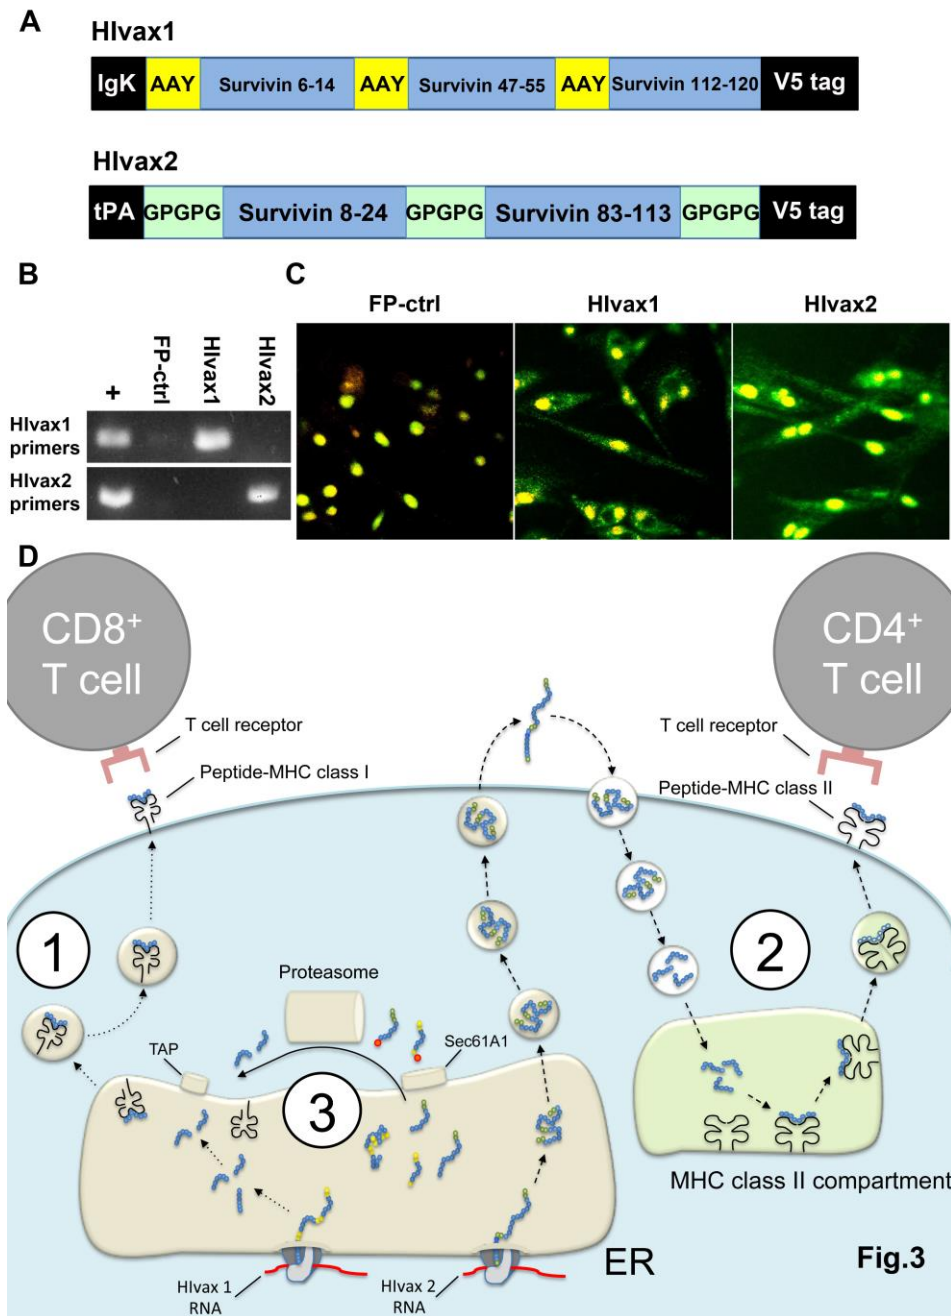 A
HIvax1
IgK AAY Survivin 6-14 AAY Survivin 47-55 AAY Survivin 112-120 V5 tag
HIvax2
tPA GPGPG Survivin 8-24 GPGPG Survivin 83-113 GPGPG V5 tag
B
+ FP-ctrl HIvax1 HIvax2
HIvax1
primers
HIvax2
primers
C
FP-ctrl HIvax1 HIvax2
D
CD8+
T cell
CD4+
T cell
T cell receptor
Peptide-MHC class I
T cell receptor
Peptide-MHC class II
1
2
Proteasome
TAP
Sec61A1
3
MHC class II compartment
ER
HIvax 1
RNA
HIvax 2
RNA
Fig.3